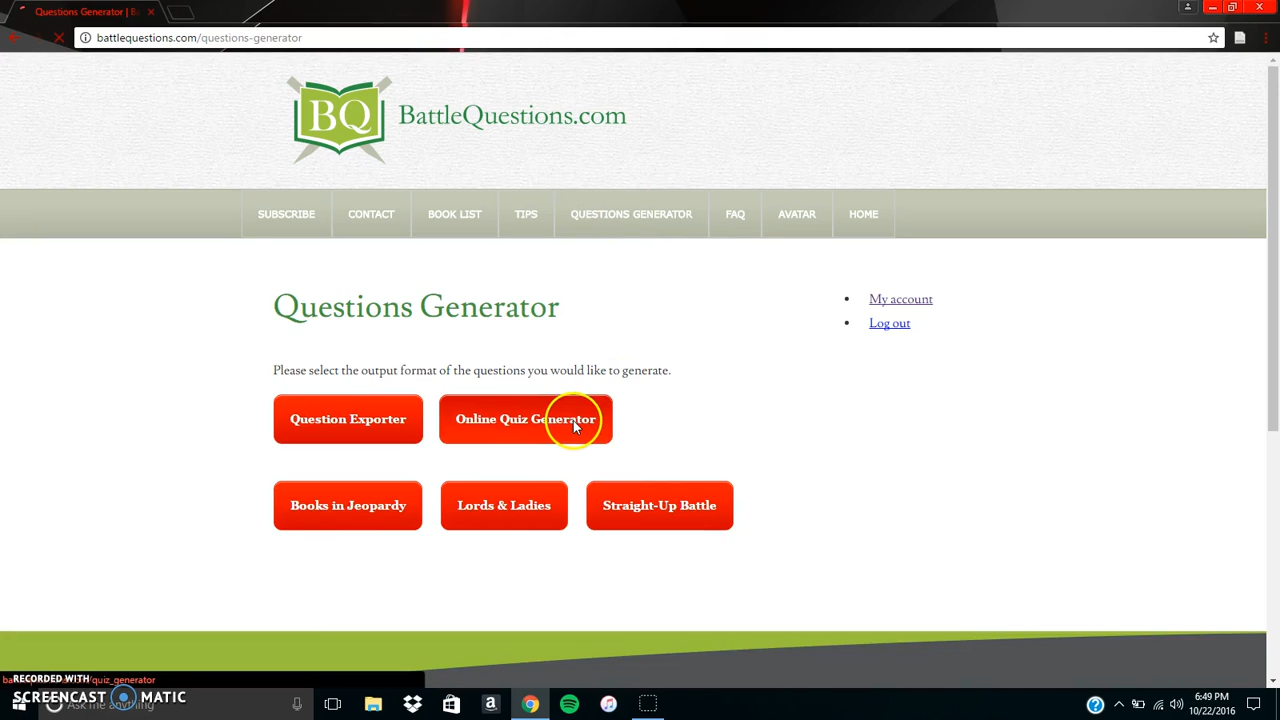 Questions Generator | B
battlequestions.com/questions-generator
BQ
BattleQuestions.com
SUBSCRIBE
CONTACT
BOOK LIST
TIPS
QUESTIONS GENERATOR
FAQ
AVATAR
HOME
Questions Generator
My account
Log out
Please select the output format of the questions you would like to generate.
Question Exporter
Online Quiz Generator
Books in Jeopardy
Lords & Ladies
Straight-Up Battle
quiz_generator
RECORDED WITH
SCREENCAST MATIC
Ask me anything
6:49 PM
10/22/2016